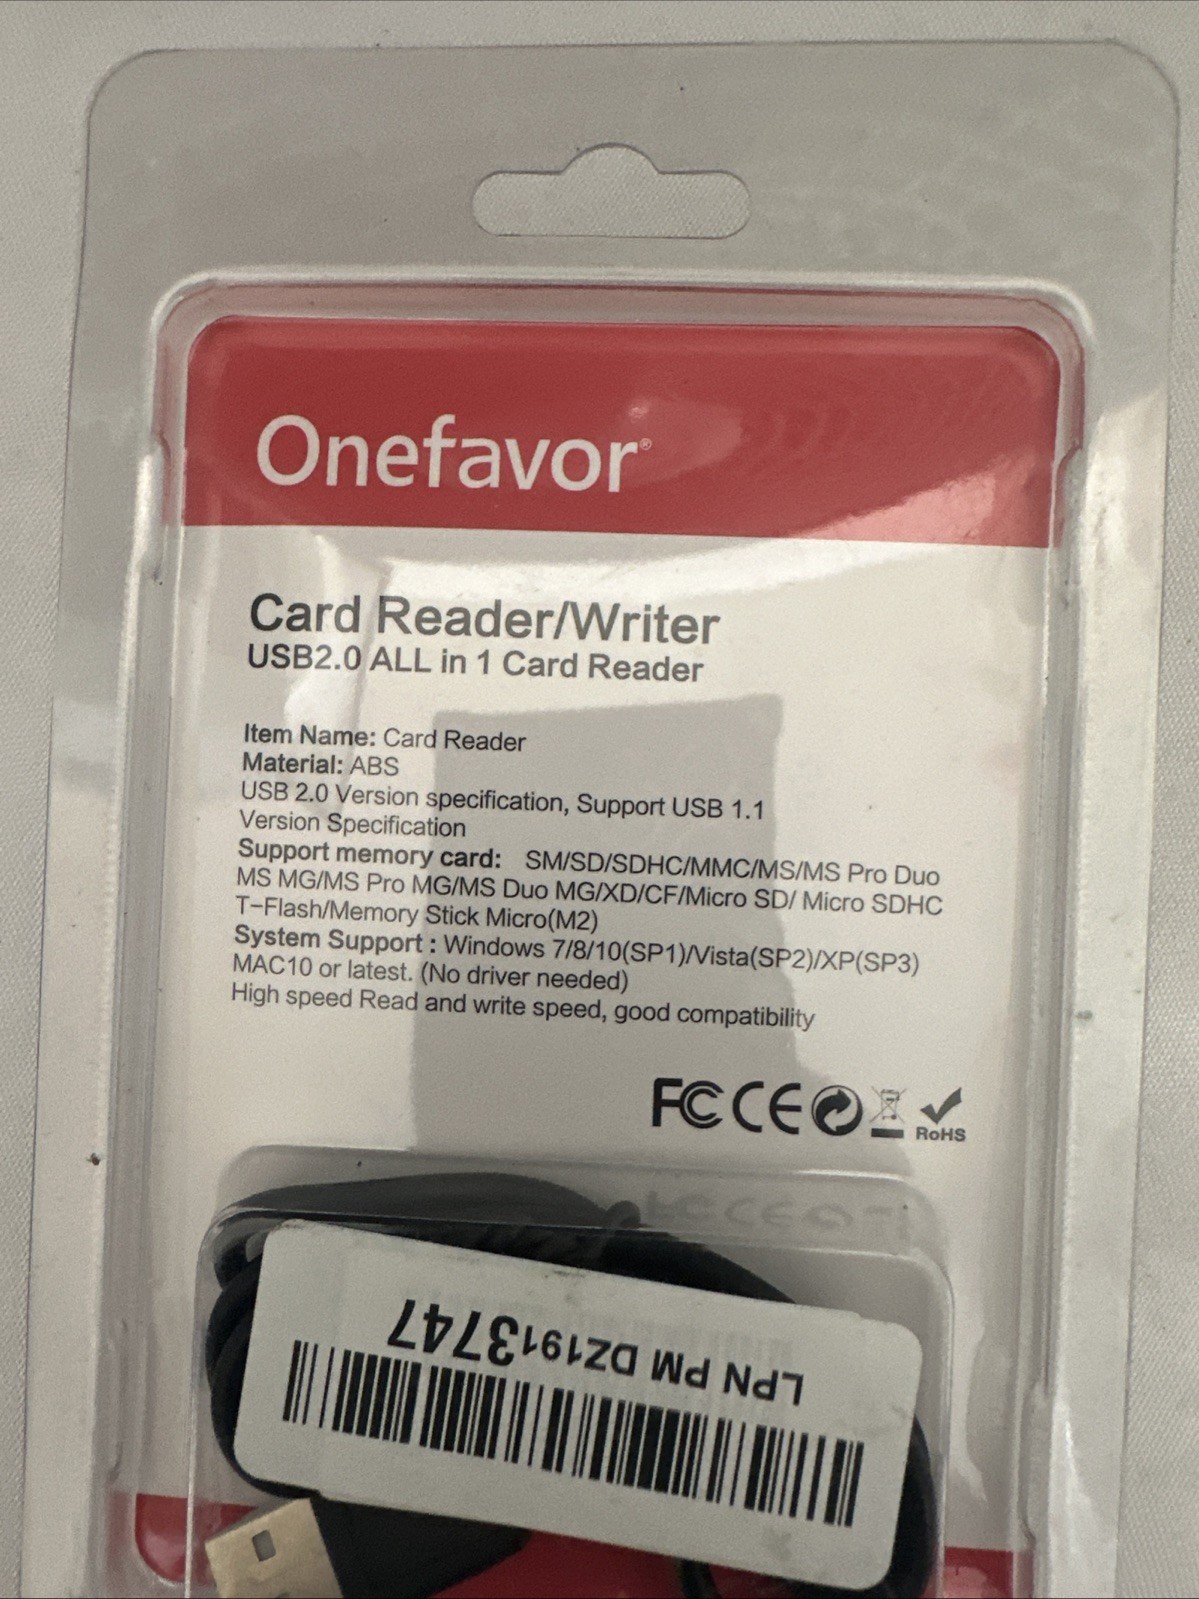 Onefavor®
Card Reader/Writer
USB2.0 ALL in 1 Card Reader
Item Name: Card Reader
Material: ABS
USB 2.0 Version specification, Support USB 1.1
Version Specification
Support memory card: SM/SD/SDHC/MMC/MS/MS Pro Duo
MS MG/MS Pro MG/MS Duo MG/XD/CF/Micro SD/ Micro SDHC
T-Flash/Memory Stick Micro(M2)
System Support : Windows 7/8/10(SP1)/Vista(SP2)/XP(SP3)
MAC10 or latest. (No driver needed)
High speed Read and write speed, good compatibility
FC CE RoHS
LPN PM DZ1913747